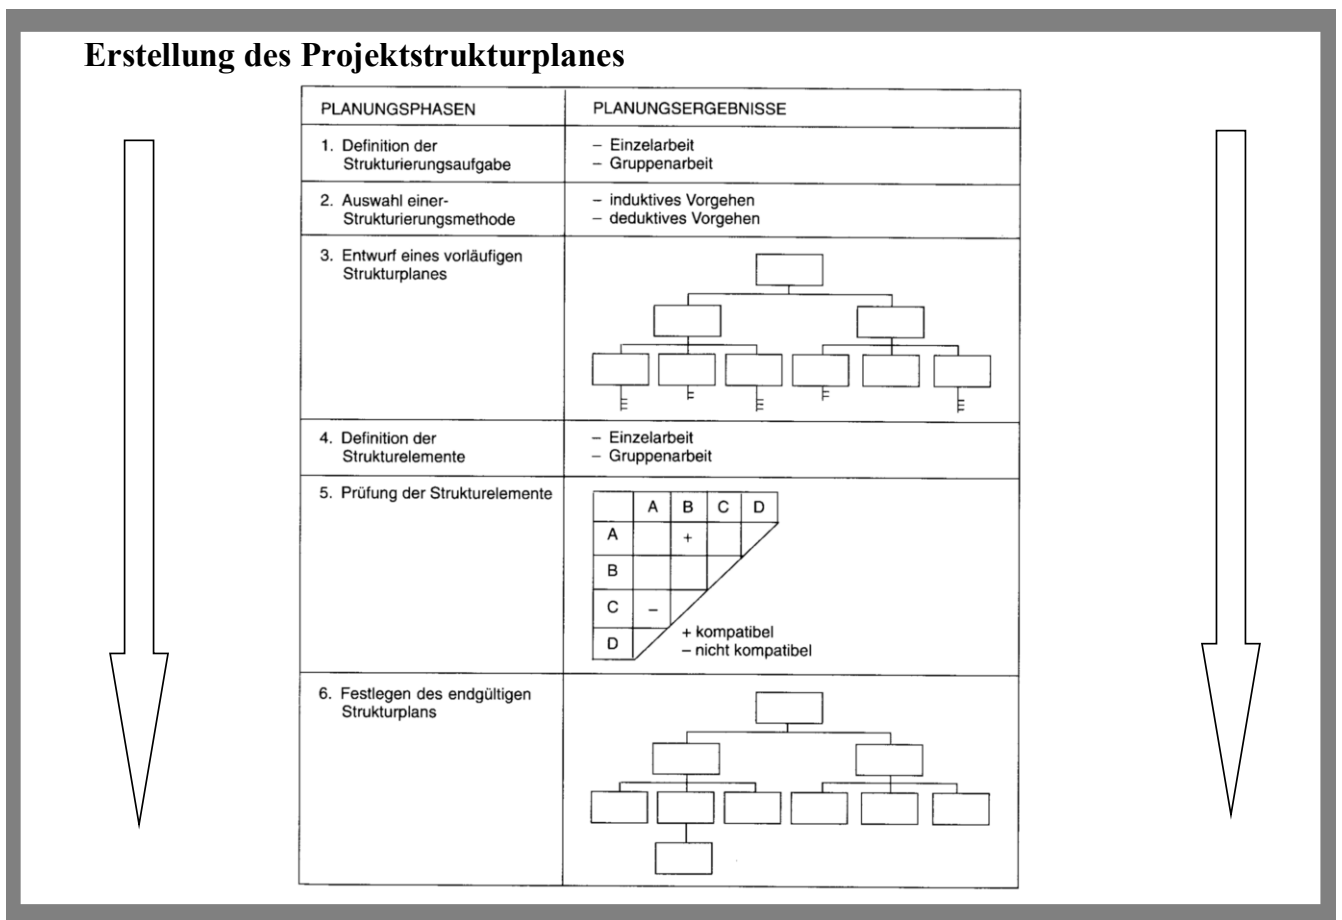 Erstellung des Projektstrukturplanes
PLANUNGSPHASEN
PLANUNGSERGEBNISSE
1. Definition der
Strukturierungsaufgabe
– Einzelarbeit
– Gruppenarbeit
2. Auswahl einer-
Strukturierungsmethode
– induktives Vorgehen
– deduktives Vorgehen
3. Entwurf eines vorläufigen
Strukturplanes
4. Definition der
Strukturelemente
– Einzelarbeit
– Gruppenarbeit
5. Prüfung der Strukturelemente
A B C D
A +
B
C –
D
+ kompatibel
– nicht kompatibel
6. Festlegen des endgültigen
Strukturplans